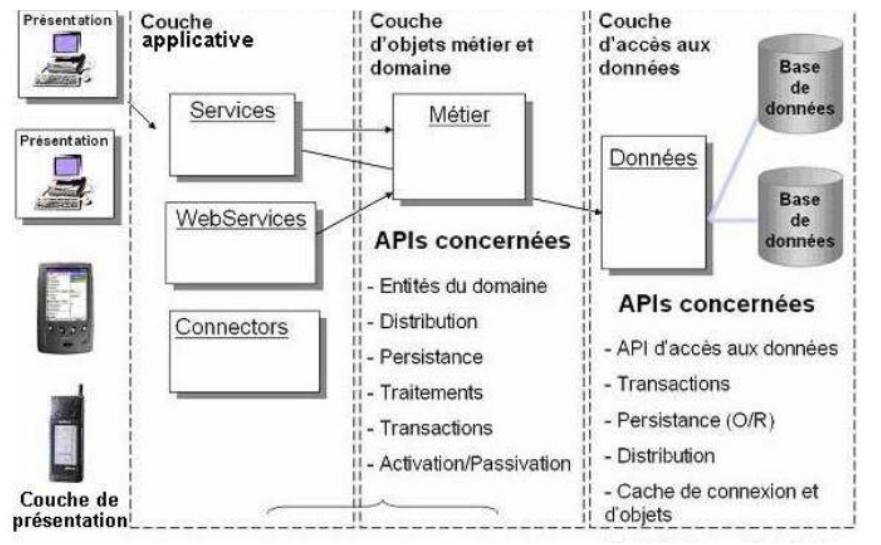 Présentation
Présentation
Couche de
présentation
Couche
applicative
Services
WebServices
Connectors
Couche
d'objets métier et
domaine
Métier
APIs concernées
- Entités du domaine
- Distribution
- Persistance
- Traitements
- Transactions
- Activation/Passivation
Couche
d'accès aux
données
Base
de
données
Données
Base
de
données
APIs concernées
- API d'accès aux données
- Transactions
- Persistance (O/R)
- Distribution
- Cache de connexion et
d'objets